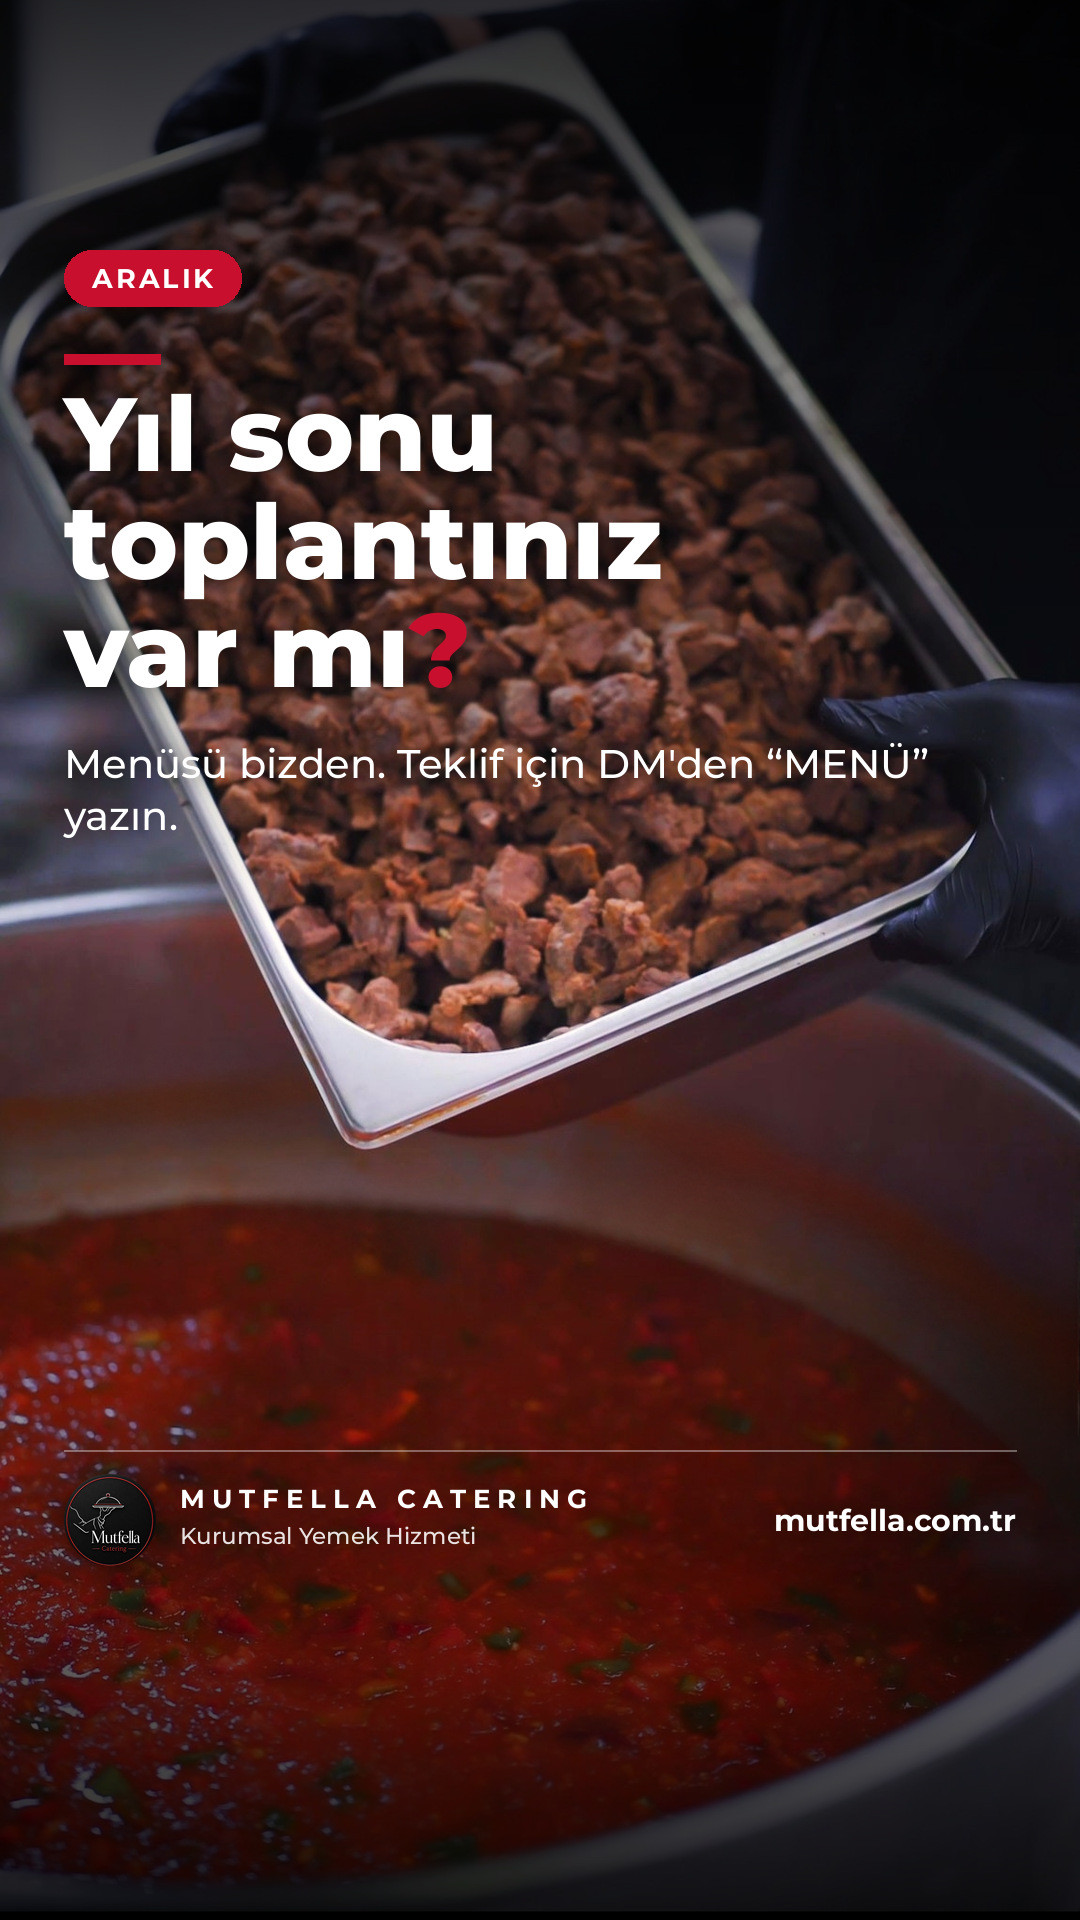 ARALIK
Yıl sonu
toplantınız
var mı?
Menüsü bizden. Teklif için DM'den “MENÜ”
yazın.
MUTFELLA CATERING
Kurumsal Yemek Hizmeti
mutfella.com.tr
Mutfella
Catering